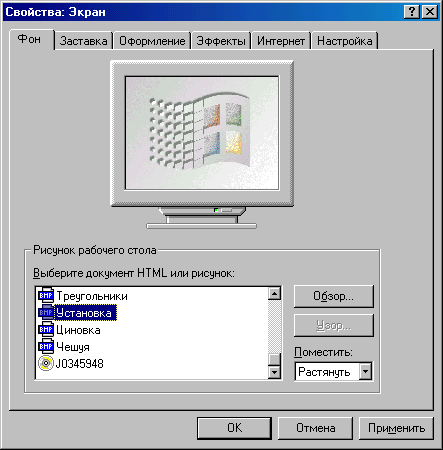 Свойства: Экран
Фон Заставка Оформление Эффекты Интернет Настройка
Рисунок рабочего стола
Выберите документ HTML или рисунок:
Треугольники
Установка
Циновка
Чешуя
J0345948
Обзор...
Узор...
Поместить:
Растянуть
OK Отмена Применить